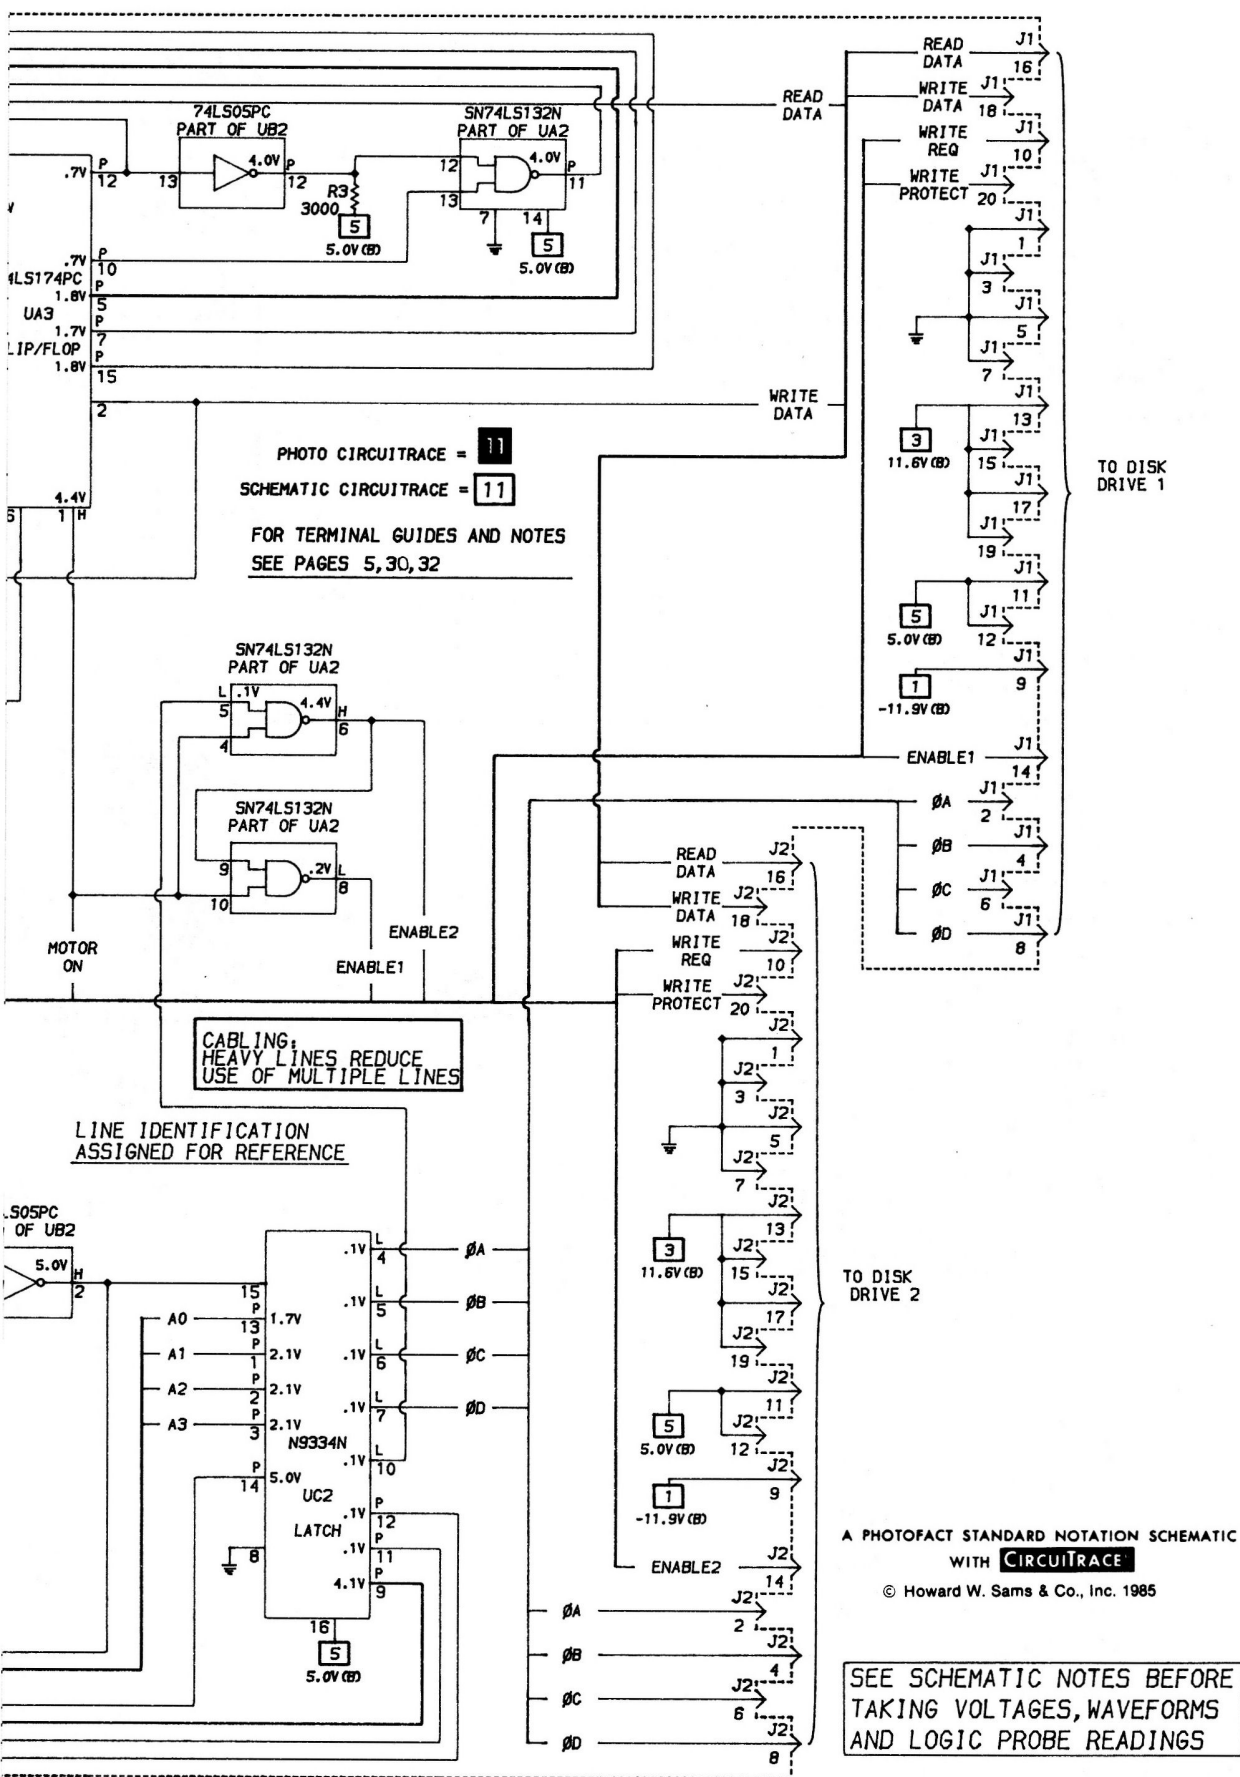 READ
DATA
J1
16
WRITE
DATA
J1
18
WRITE
REQ
J1
10
WRITE
PROTECT
J1
20
J1
1
J1
3
J1
5
J1
7
J1
13
3
11.6V(B)
J1
15
J1
17
J1
19
J1
11
5
5.0V(B)
J1
12
J1
9
1
-11.9V(B)
ENABLE1
J1
14
ØA
J1
2
ØB
J1
4
ØC
J1
6
ØD
J1
8
TO DISK
DRIVE 1
READ
DATA
74LS05PC
PART OF UB2
13
4.0V
P
12
R3
3000
5
5.0V(B)
SN74LS132N
PART OF UA2
12
13
4.0V
P
11
7
14
5
5.0V(B)
.7V
P
12
.7V
P
10
4LS174PC
1.8V
P
5
UA3
1.7V
P
7
LIP/FLOP
1.8V
P
15
2
4.4V
6
1
H
WRITE
DATA
PHOTO CIRCUITRACE = 11
SCHEMATIC CIRCUITRACE = 11
FOR TERMINAL GUIDES AND NOTES
SEE PAGES 5,30,32
SN74LS132N
PART OF UA2
L
5
.1V
4
4.4V
H
6
SN74LS132N
PART OF UA2
9
10
.2V
L
8
MOTOR
ON
ENABLE2
ENABLE1
CABLING:
HEAVY LINES REDUCE
USE OF MULTIPLE LINES
LINE IDENTIFICATION
ASSIGNED FOR REFERENCE
LS05PC
OF UB2
5.0V
H
2
15
A0
P
13
1.7V
A1
P
1
2.1V
A2
P
2
2.1V
A3
P
3
2.1V
N9334N
P
14
5.0V
UC2
LATCH
8
.1V
L
4
ØA
.1V
L
5
ØB
.1V
L
6
ØC
.1V
L
7
ØD
.1V
L
10
.1V
P
12
.1V
P
11
4.1V
P
9
16
5
5.0V(B)
READ
DATA
J2
16
WRITE
DATA
J2
18
WRITE
REQ
J2
10
WRITE
PROTECT
J2
20
J2
1
J2
3
J2
5
J2
7
J2
13
3
11.6V(B)
J2
15
J2
17
J2
19
J2
11
5
5.0V(B)
J2
12
J2
9
1
-11.9V(B)
ENABLE2
J2
14
ØA
J2
2
ØB
J2
4
ØC
J2
6
ØD
J2
8
TO DISK
DRIVE 2
A PHOTOFACT STANDARD NOTATION SCHEMATIC
WITH CIRCUITRACE
© Howard W. Sams & Co., Inc. 1985
SEE SCHEMATIC NOTES BEFORE
TAKING VOLTAGES, WAVEFORMS
AND LOGIC PROBE READINGS